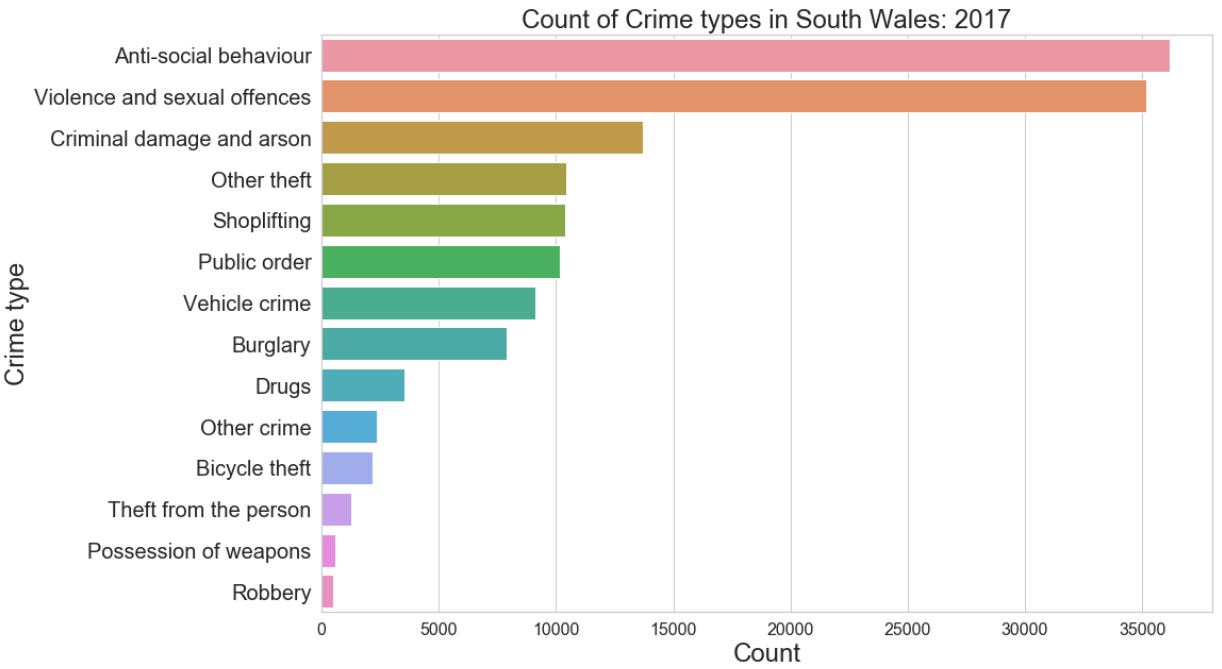 Count of Crime types in South Wales: 2017
Crime type
Anti-social behaviour
Violence and sexual offences
Criminal damage and arson
Other theft
Shoplifting
Public order
Vehicle crime
Burglary
Drugs
Other crime
Bicycle theft
Theft from the person
Possession of weapons
Robbery
0 5000 10000 15000 20000 25000 30000 35000
Count